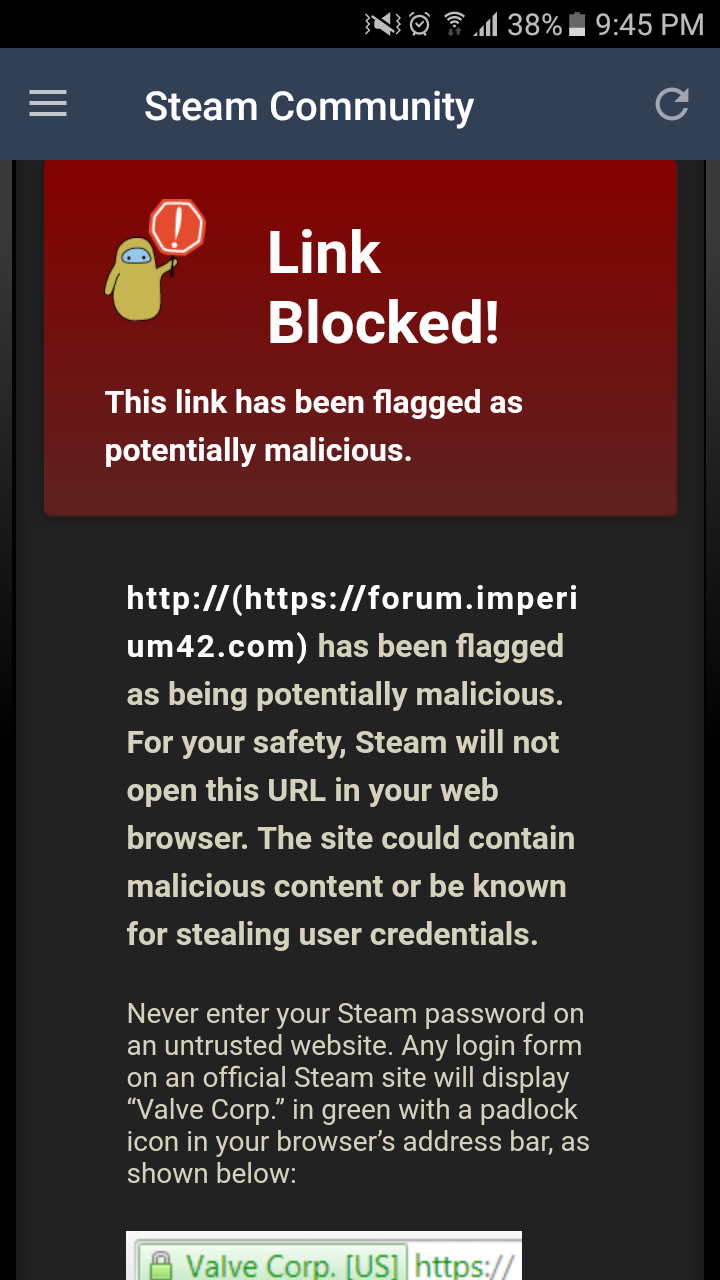 38% 9:45 PM
Steam Community
Link
Blocked!
This link has been flagged as
potentially malicious.
http://(https://forum.imperi
um42.com) has been flagged
as being potentially malicious.
For your safety, Steam will not
open this URL in your web
browser. The site could contain
malicious content or be known
for stealing user credentials.
Never enter your Steam password on
an untrusted website. Any login form
on an official Steam site will display
“Valve Corp.” in green with a padlock
icon in your browser’s address bar, as
shown below:
Valve Corp. [US] https://